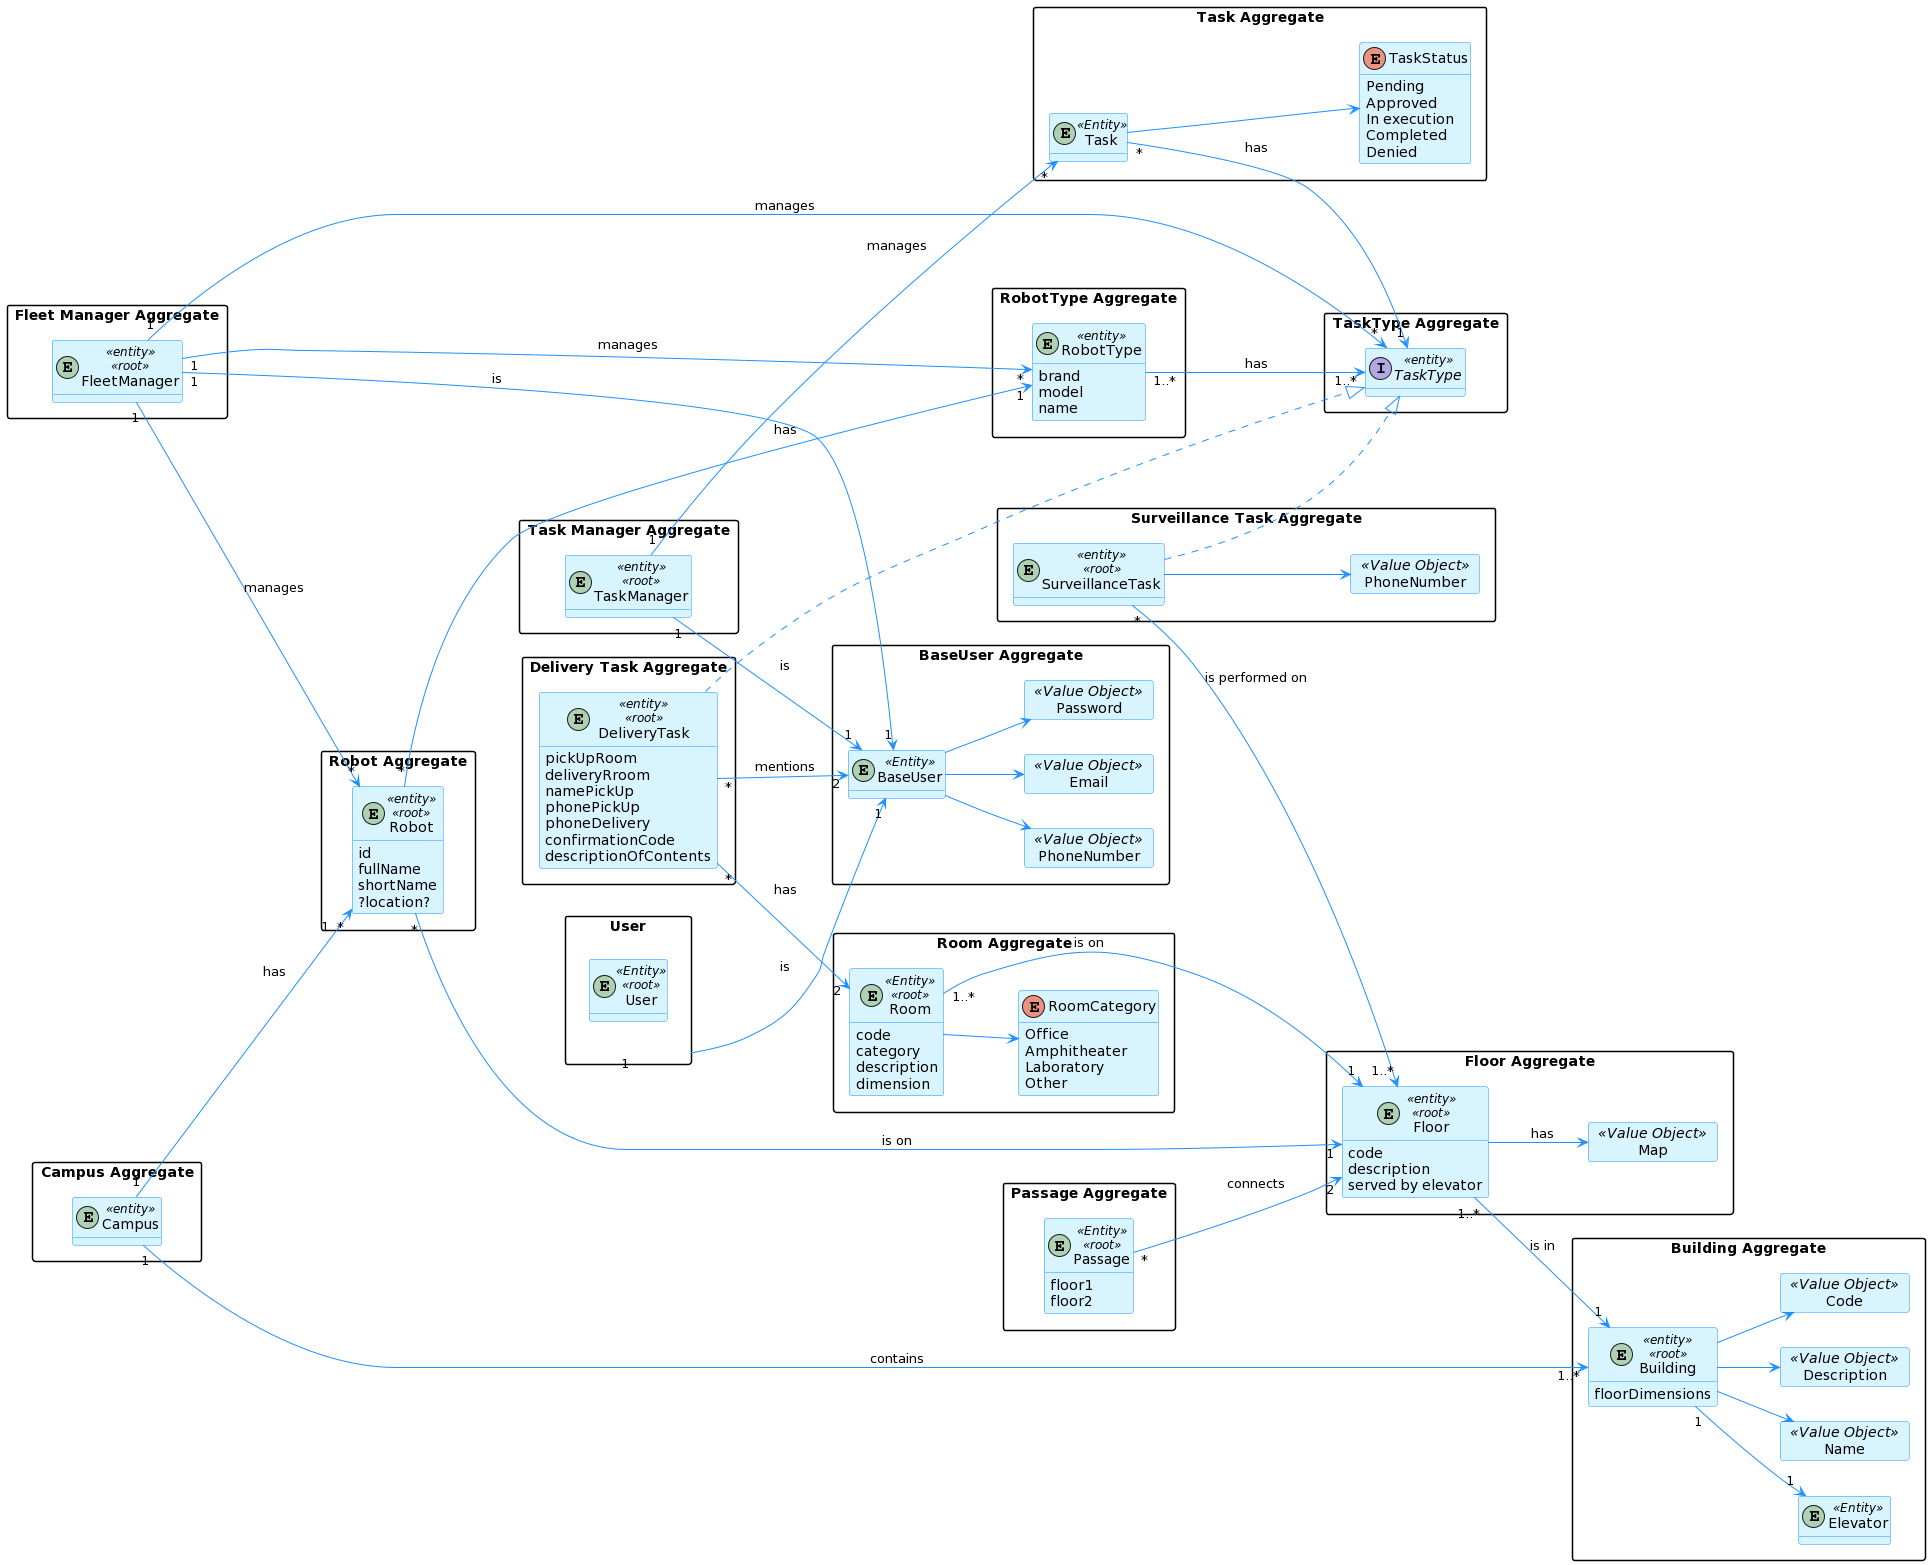 Task Aggregate
E TaskStatus
Pending
Approved
In execution
Completed
Denied
«Entity»
E Task
*
*
has
manages
manages
Fleet Manager Aggregate
1
«entity»
«root»
E FleetManager
1
1
1
manages
is
RobotType Aggregate
«entity»
E RobotType
brand
model
name
*
1
1..*
has
1..*
TaskType Aggregate
*
1
«entity»
I TaskType
has
manages
Task Manager Aggregate
1
«entity»
«root»
E TaskManager
1
is
Surveillance Task Aggregate
«entity»
«root»
E SurveillanceTask
*
«Value Object»
PhoneNumber
is performed on
Delivery Task Aggregate
«entity»
«root»
E DeliveryTask
pickUpRoom
deliveryRroom
namePickUp
phonePickUp
phoneDelivery
confirmationCode
descriptionOfContents
*
*
mentions
has
BaseUser Aggregate
1
1
«Entity»
E BaseUser
2
1
«Value Object»
Password
«Value Object»
Email
«Value Object»
PhoneNumber
Robot Aggregate
*
*
«entity»
«root»
E Robot
id
fullName
shortName
?location?
1..*
*
has
User
«Entity»
«root»
E User
1
is
Room Aggregate
is on
«Entity»
«root»
E Room
2
code
category
description
dimension
1..*
E RoomCategory
Office
Amphitheater
Laboratory
Other
is on
Floor Aggregate
1
1..*
«entity»
«root»
E Floor
code
description
served by elevator
1
2
1..*
has
«Value Object»
Map
Campus Aggregate
1
«entity»
E Campus
1
contains
Passage Aggregate
«Entity»
«root»
E Passage
floor1
floor2
*
connects
is in
Building Aggregate
1
«entity»
«root»
E Building
floorDimensions
1..*
1
«Value Object»
Code
«Value Object»
Description
«Value Object»
Name
1
«Entity»
E Elevator